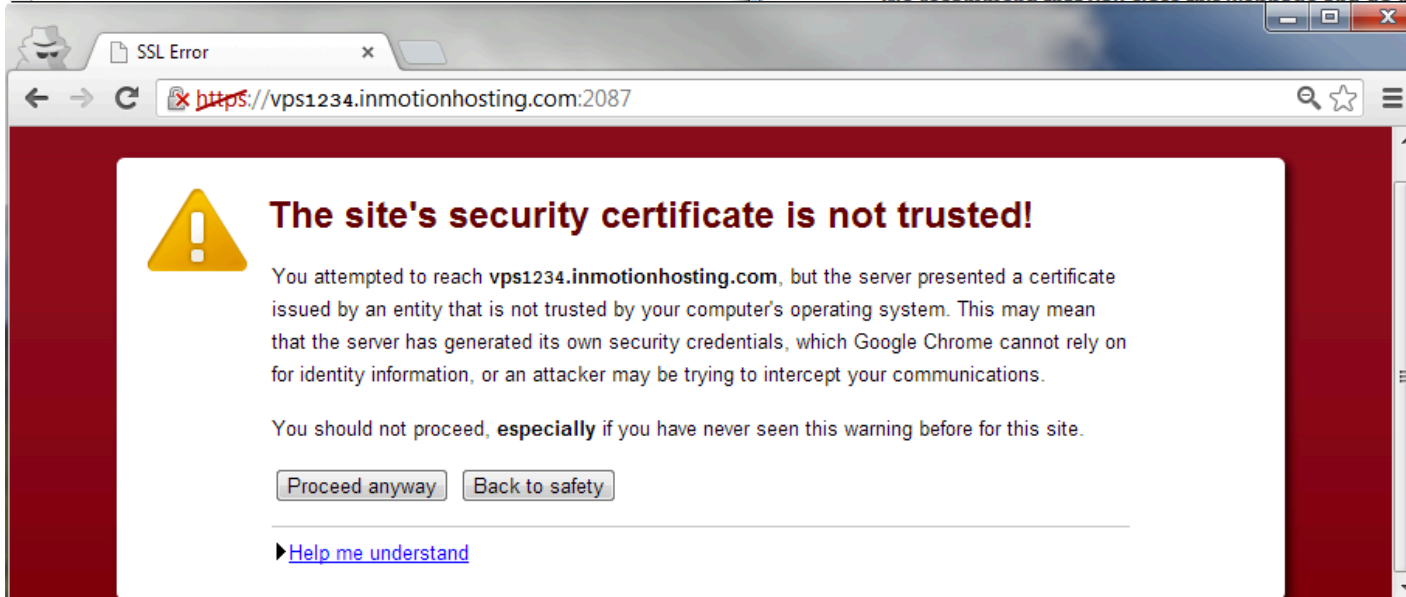 SSL Error
https://vps1234.inmotionhosting.com:2087
The site's security certificate is not trusted!
You attempted to reach vps1234.inmotionhosting.com, but the server presented a certificate
issued by an entity that is not trusted by your computer's operating system. This may mean
that the server has generated its own security credentials, which Google Chrome cannot rely on
for identity information, or an attacker may be trying to intercept your communications.
You should not proceed, especially if you have never seen this warning before for this site.
Proceed anyway Back to safety
Help me understand